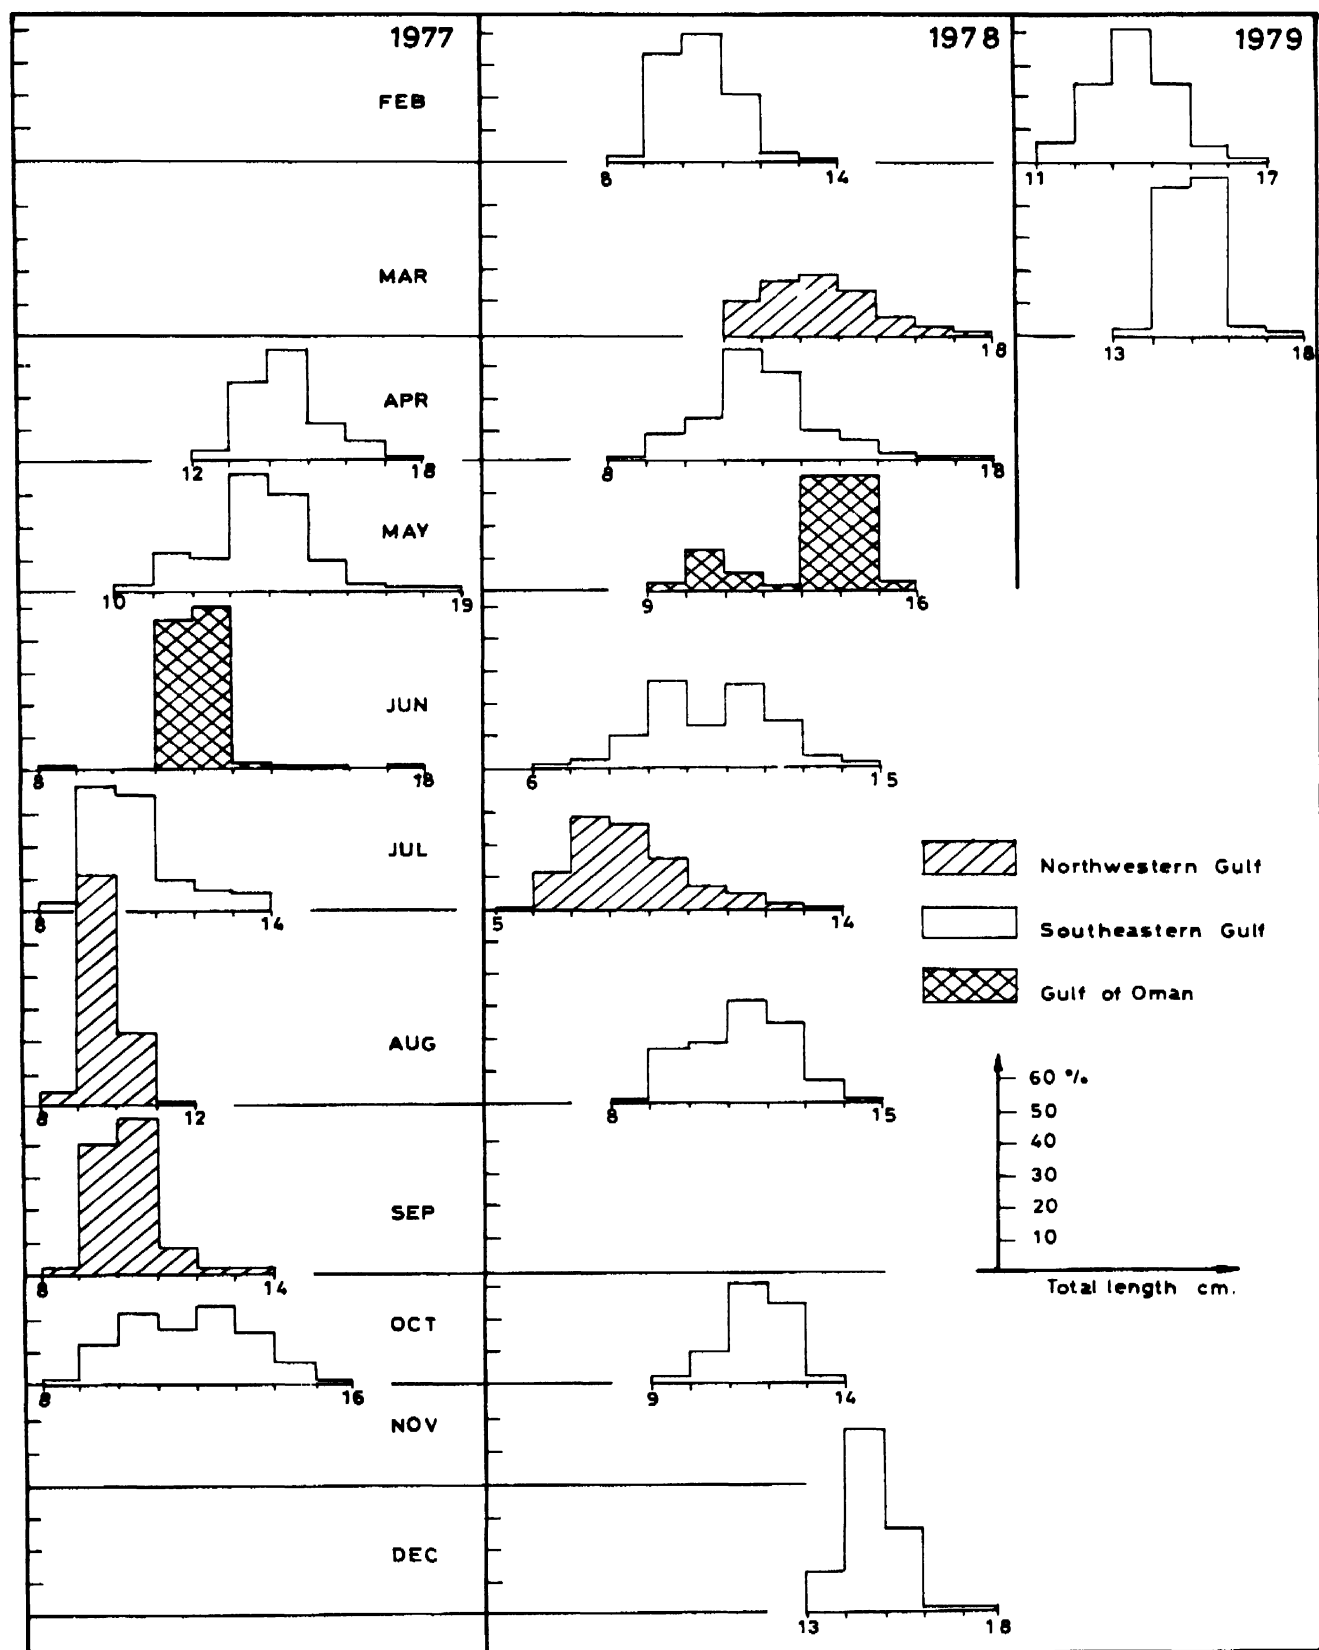 1977 1978 1979
FEB
8 14 11 17
MAR
18 13 18
APR
12 18 8 18
MAY
10 19 9 16
JUN
8 18 6 15
JUL
8 14 5 14
Northwestern Gulf
Southeastern Gulf
Gulf of Oman
AUG
8 12 8 15
60 %
50
40
30
20
10
Total length cm.
SEP
8 14
OCT
8 16 9 14
NOV
DEC
13 18